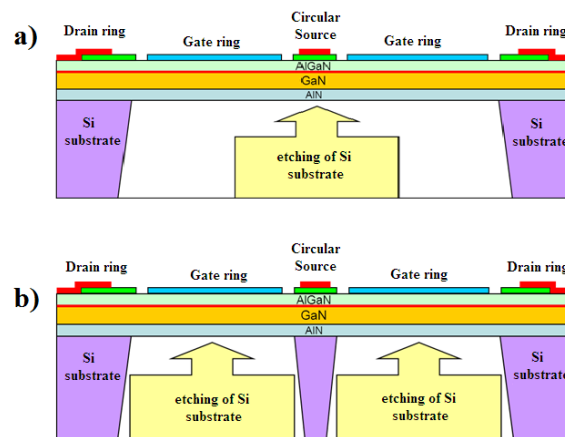 a)
Drain ring
Gate ring
Circular
Source
Gate ring
Drain ring
AlGaN
GaN
AlN
Si
substrate
etching of Si
substrate
Si
substrate
b)
Drain ring
Gate ring
Circular
Source
Gate ring
Drain ring
AlGaN
GaN
AlN
Si
substrate
etching of Si
substrate
etching of Si
substrate
Si
substrate